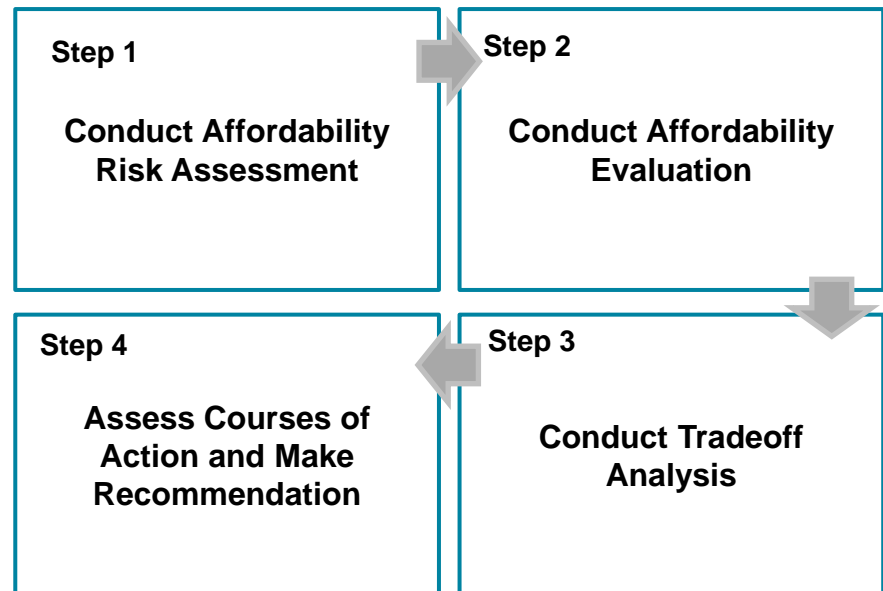 Step 1
Conduct Affordability
Risk Assessment
Step 2
Conduct Affordability
Evaluation
Step 3
Conduct Tradeoff
Analysis
Step 4
Assess Courses of
Action and Make
Recommendation